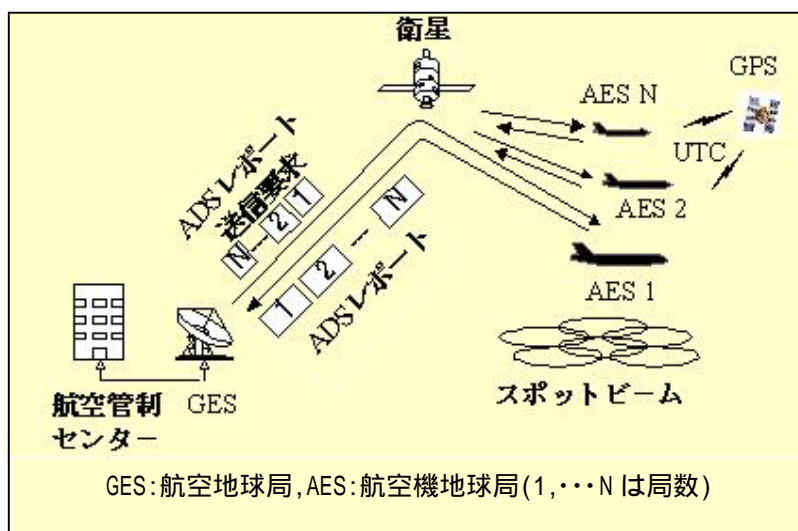 衛星
GPS
AES N
UTC
AES 2
AES 1
ADSレポート
送信要求
N---21
1 2 --- N
ADSレポート
スポットビーム
航空管制
センター
GES
GES:航空地球局,AES:航空機地球局(1,・・・Nは局数)